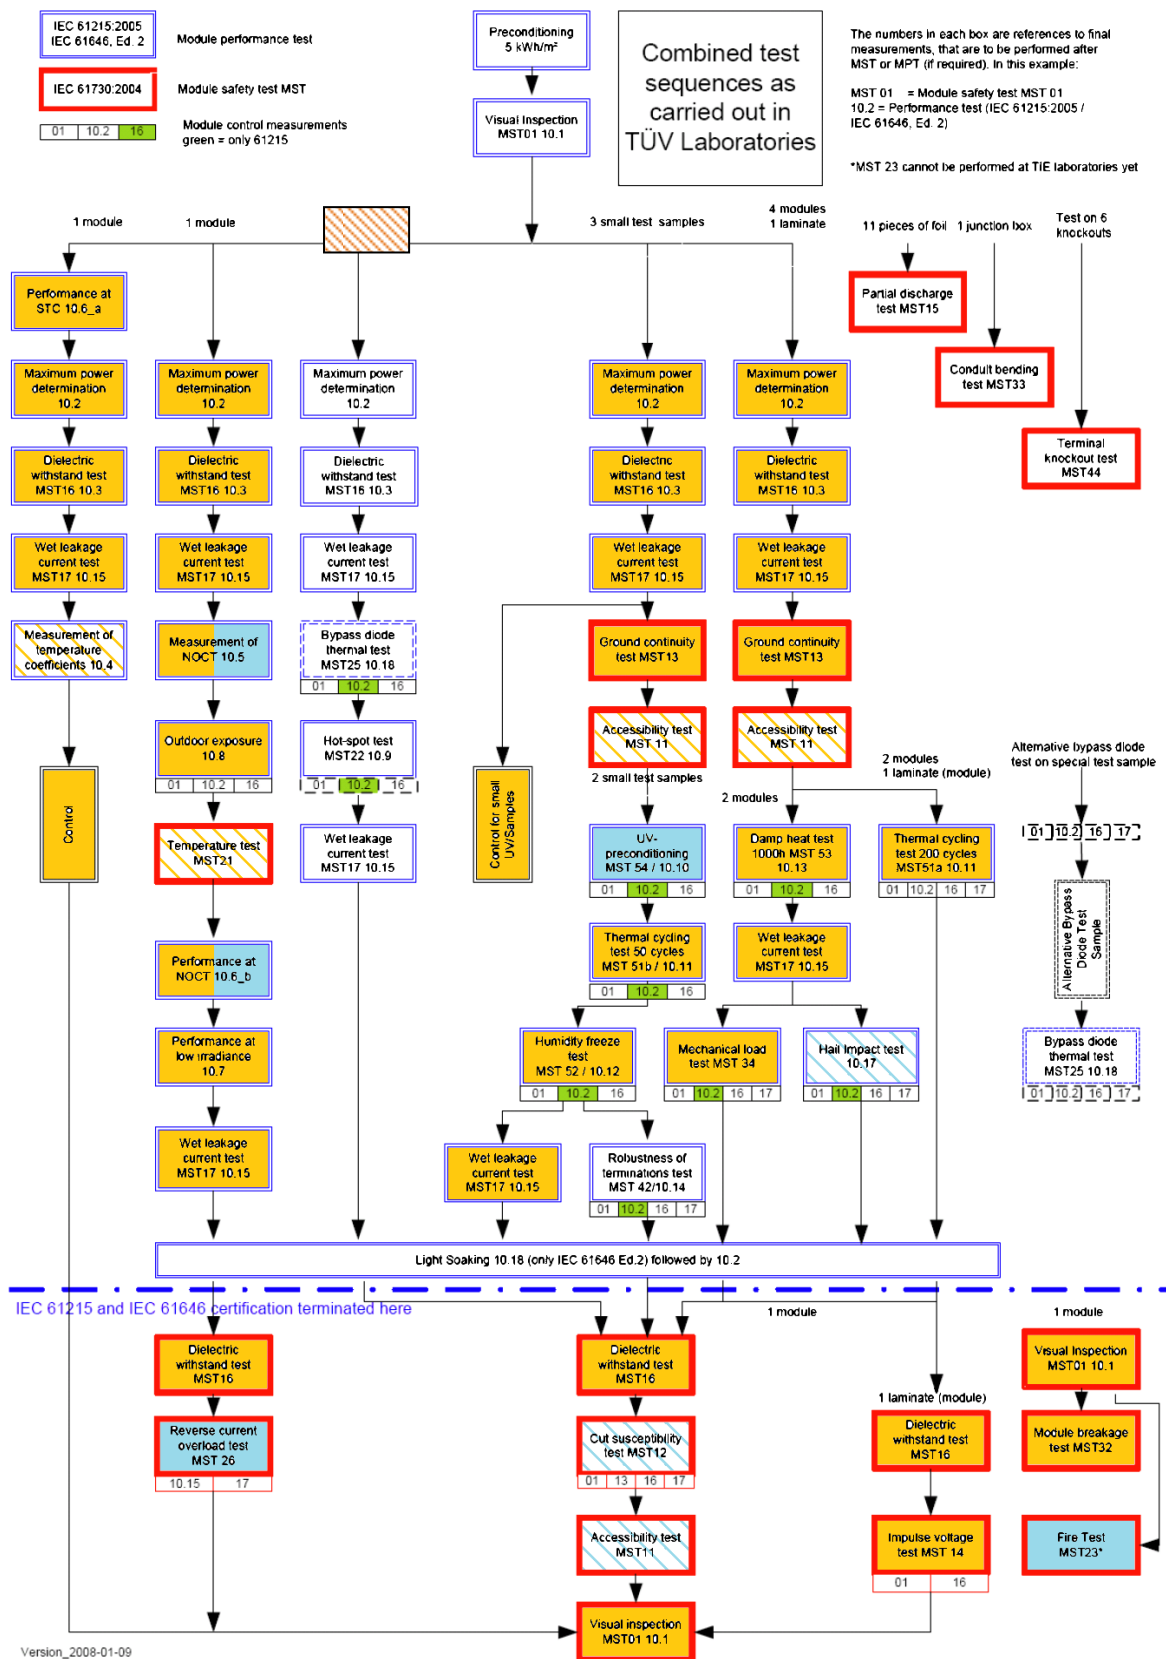 IEC 61215:2005
IEC 61646, Ed. 2
Module performance test
IEC 61730:2004
Module safety test MST
01 10.2 16
Module control measurements
green = only 61215
Preconditioning
5 kWh/m²
Visual Inspection
MST01 10.1
Combined test
sequences as
carried out in
TÜV Laboratories
The numbers in each box are references to final
measurements, that are to be performed after
MST or MPT (if required). In this example:
MST 01 = Module safety test MST 01
10.2 = Performance test (IEC 61215:2005 /
IEC 61646, Ed. 2)
*MST 23 cannot be performed at TIE laboratories yet
1 module
1 module
3 small test samples
4 modules
1 laminate
11 pieces of foil
1 junction box
Test on 6
knockouts
Performance at
STC 10.6_a
Partial discharge
test MST15
Conduit bending
test MST33
Terminal
knockout test
MST44
Maximum power
determination
10.2
Maximum power
determination
10.2
Maximum power
determination
10.2
Maximum power
determination
10.2
Maximum power
determination
10.2
Dielectric
withstand test
MST16 10.3
Dielectric
withstand test
MST16 10.3
Dielectric
withstand test
MST16 10.3
Dielectric
withstand test
MST16 10.3
Dielectric
withstand test
MST16 10.3
Wet leakage
current test
MST17 10.15
Wet leakage
current test
MST17 10.15
Wet leakage
current test
MST17 10.15
Wet leakage
current test
MST17 10.15
Wet leakage
current test
MST17 10.15
Measurement of
temperature
coefficients 10.4
Measurement of
NOCT 10.5
Bypass diode
thermal test
MST25 10.18
01 10.2 16
Ground continuity
test MST13
Ground continuity
test MST13
Outdoor exposure
10.8
01 10.2 16
Hot-spot test
MST22 10.9
01 10.2 16
Accessibility test
MST 11
Accessibility test
MST 11
2 small test samples
2 modules
2 modules
1 laminate (module)
Alternative bypass diode
test on special test sample
Control
Temperature test
MST21
Wet leakage
current test
MST17 10.15
Control for small
UV/Samples
UV-
preconditioning
MST 54 / 10.10
01 10.2 16
Damp heat test
1000h MST 53
10.13
01 10.2 16
Thermal cycling
test 200 cycles
MST51a 10.11
01 10.2 16 17
01 10.2 16 17
Alternative Bypass
Diode Test
Sample
Performance at
NOCT 10.6_b
Thermal cycling
test 50 cycles
MST 51b / 10.11
01 10.2 16
Wet leakage
current test
MST17 10.15
Performance at
low irradiance
10.7
Humidity freeze
test
MST 52 / 10.12
01 10.2 16
Mechanical load
test MST 34
01 10.2 16 17
Hail Impact test
10.17
01 10.2 16 17
Bypass diode
thermal test
MST25 10.18
01 10.2 16 17
Wet leakage
current test
MST17 10.15
Wet leakage
current test
MST17 10.15
Robustness of
terminations test
MST 42/10.14
01 10.2 16 17
Light Soaking 10.18 (only IEC 61646 Ed.2) followed by 10.2
IEC 61215 and IEC 61646 certification terminated here
1 module
1 module
Dielectric
withstand test
MST16
Dielectric
withstand test
MST16
Visual Inspection
MST01 10.1
1 laminate (module)
Reverse current
overload test
MST 26
10.15 17
Cut susceptibility
test MST12
01 13 16 17
Dielectric
withstand test
MST16
Module breakage
test MST32
Accessibility test
MST11
Impulse voltage
test MST 14
01 16
Fire Test
MST23*
Visual inspection
MST01 10.1
Version_2008-01-09